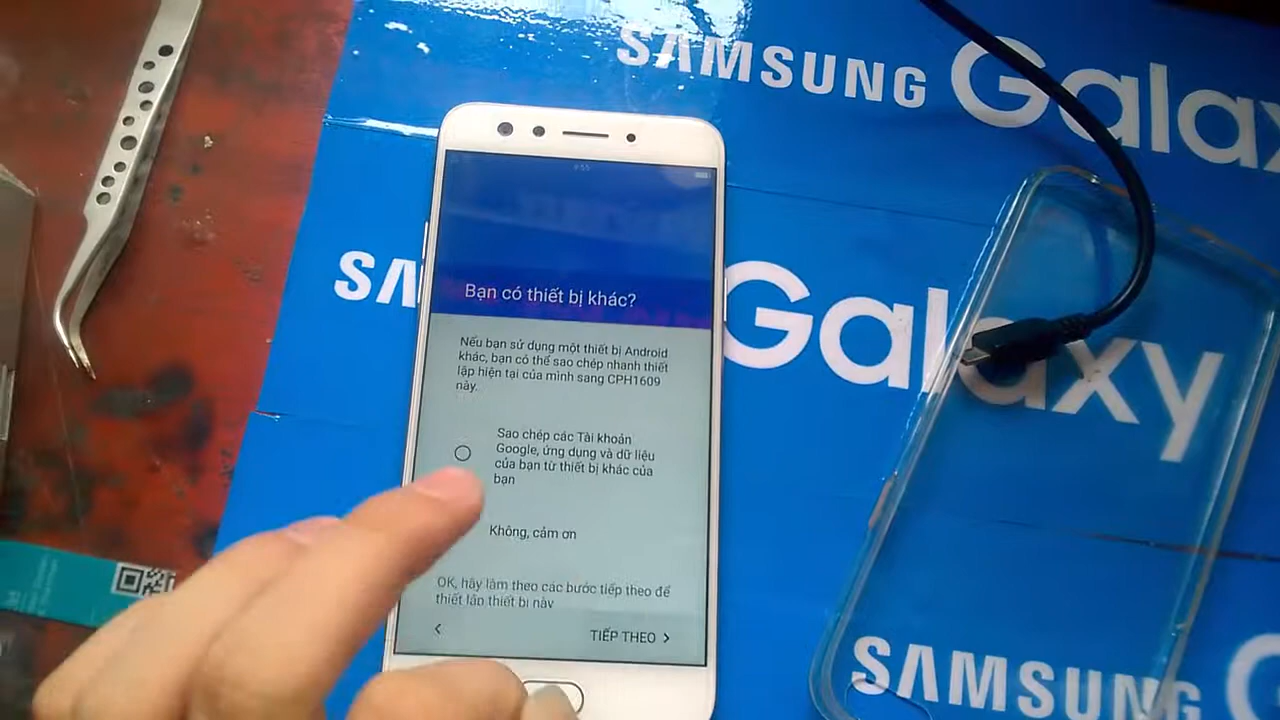 SAMSUNG Galax
9:55
SA
Galaxy
Bạn có thiết bị khác?
Nếu bạn sử dụng một thiết bị Android
khác, bạn có thể sao chép nhanh thiết
lập hiện tại của mình sang CPH1609
này.
Sao chép các Tài khoản
Google, ứng dụng và dữ liệu
của bạn từ thiết bị khác của
bạn
Không, cảm ơn
OK, hãy làm theo các bước tiếp theo để
thiết lập thiết bị này
TIẾP THEO
SAMSUNG G